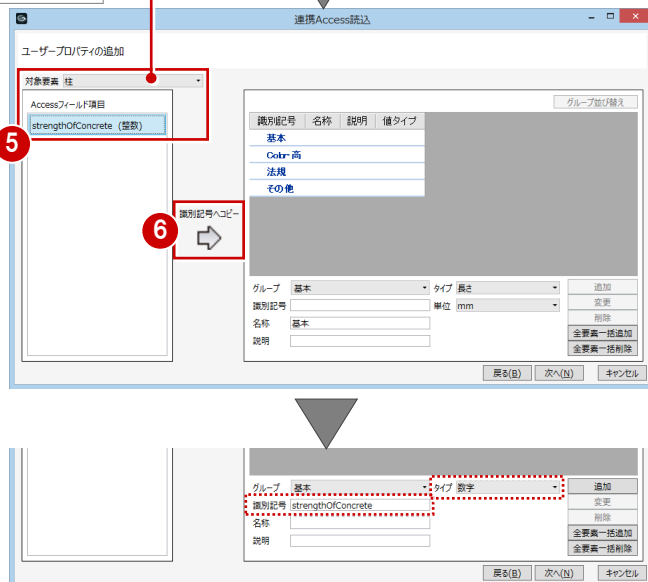 連携Access読込
ユーザープロパティの追加
対象要素 柱
Accessフィールド項目
strengthOfConcrete (整数)
5
識別記号へコピー
6
グループ並び替え
識別記号 名称 説明 値タイプ
基本
Color-高
法規
その他
グループ 基本 タイプ 長さ 追加
識別記号 単位 mm 変更
名称 基本 削除
説明 全要素一括追加
全要素一括削除
戻る(B) 次へ(N) キャンセル
グループ 基本 タイプ 数字 追加
識別記号 strengthOfConcrete 変更
名称 削除
説明 全要素一括追加
全要素一括削除
戻る(B) 次へ(N) キャンセル